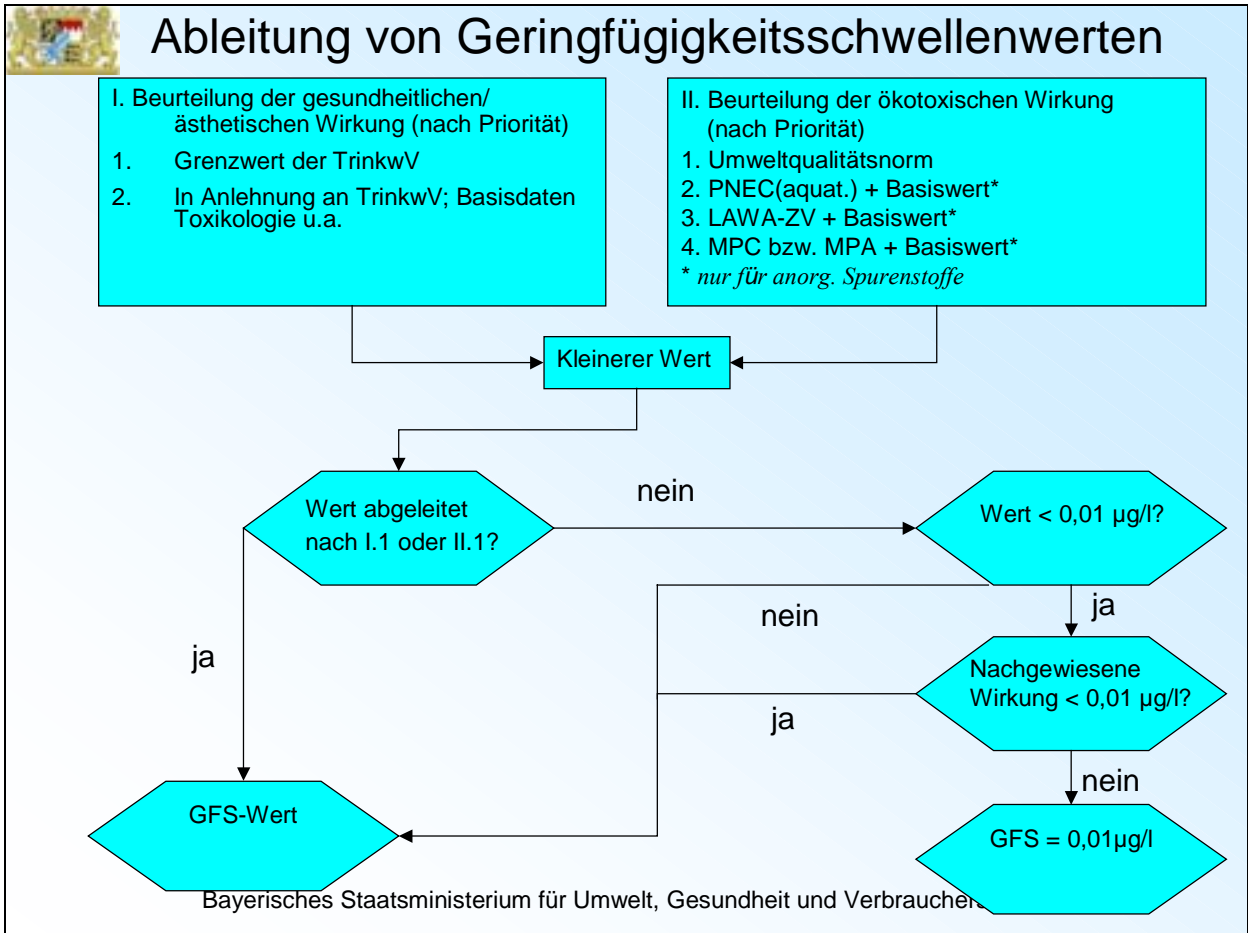 Ableitung von Geringfügigkeitsschwellenwerten
I. Beurteilung der gesundheitlichen/
ästhetischen Wirkung (nach Priorität)
1. Grenzwert der TrinkwV
2. In Anlehnung an TrinkwV; Basisdaten
Toxikologie u.a.
II. Beurteilung der ökotoxischen Wirkung
(nach Priorität)
1. Umweltqualitätsnorm
2. PNEC(aquat.) + Basiswert*
3. LAWA-ZV + Basiswert*
4. MPC bzw. MPA + Basiswert*
* nur für anorg. Spurenstoffe
Kleinerer Wert
Wert abgeleitet
nach I.1 oder II.1?
nein
Wert < 0,01 µg/l?
nein
ja
ja
Nachgewiesene
Wirkung < 0,01 µg/l?
ja
nein
GFS-Wert
GFS = 0,01µg/l
Bayerisches Staatsministerium für Umwelt, Gesundheit und